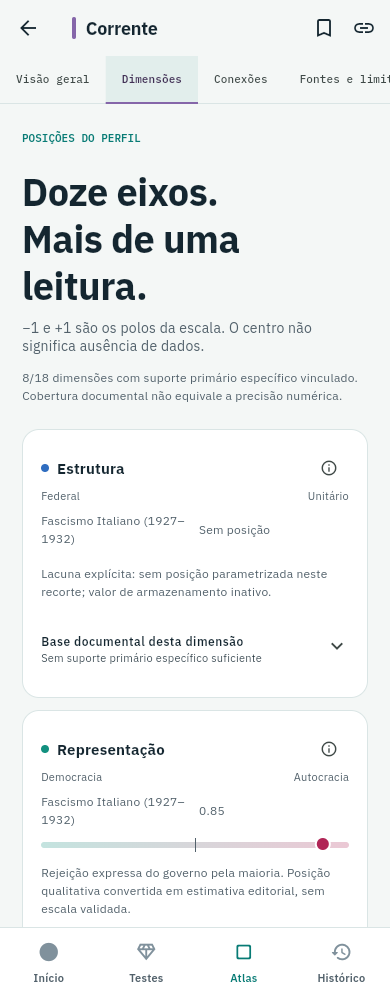 Corrente
Visão geral
Dimensões
Conexões
Fontes e limit
POSIÇÕES DO PERFIL
Doze eixos.
Mais de uma
leitura.
−1 e +1 são os polos da escala. O centro não
significa ausência de dados.
8/18 dimensões com suporte primário específico vinculado.
Cobertura documental não equivale a precisão numérica.
Estrutura
Federal
Unitário
Fascismo Italiano (1927–
1932)
Sem posição
Lacuna explícita: sem posição parametrizada neste
recorte; valor de armazenamento inativo.
Base documental desta dimensão
Sem suporte primário específico suficiente
Representação
Democracia
Autocracia
Fascismo Italiano (1927–
1932)
0.85
Rejeição expressa do governo pela maioria. Posição
qualitativa convertida em estimativa editorial, sem
escala validada.
Início
Testes
Atlas
Histórico